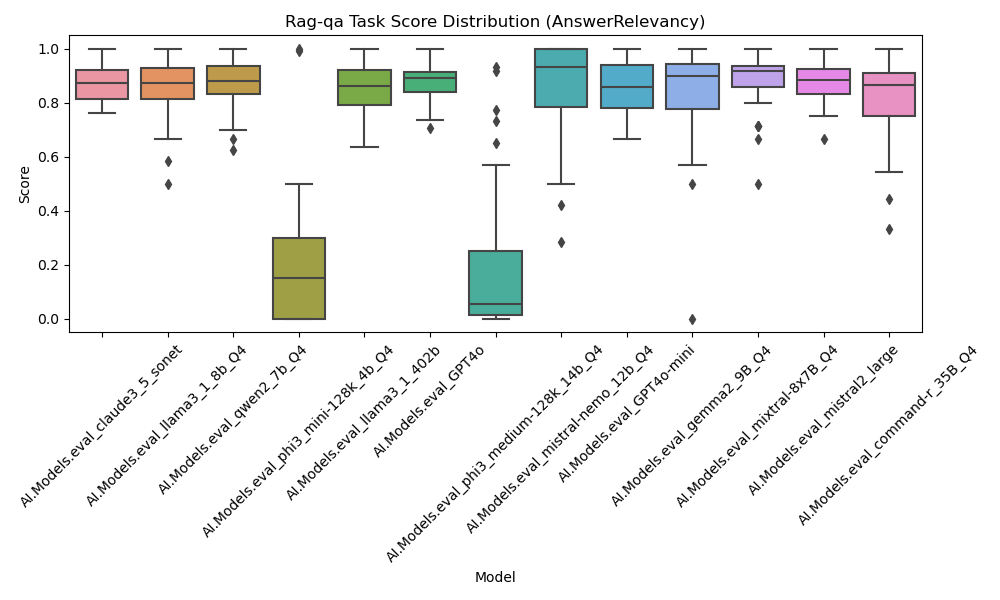 Rag-qa Task Score Distribution (AnswerRelevancy)
Score
1.0
0.8
0.6
0.4
0.2
0.0
AI.Models.eval_claude3_5_sonet
AI.Models.eval_llama3_1_8b_Q4
AI.Models.eval_qwen2_7b_Q4
AI.Models.eval_phi3_mini-128k_4b_Q4
AI.Models.eval_llama3_1_402b
AI.Models.eval_GPT4o
AI.Models.eval_phi3_medium-128k_14b_Q4
AI.Models.eval_mistral-nemo_12b_Q4
AI.Models.eval_GPT4o-mini
AI.Models.eval_gemma2_9B_Q4
AI.Models.eval_mixtral-8x7B_Q4
AI.Models.eval_mistral2_large
AI.Models.eval_command-r_35B_Q4
Model